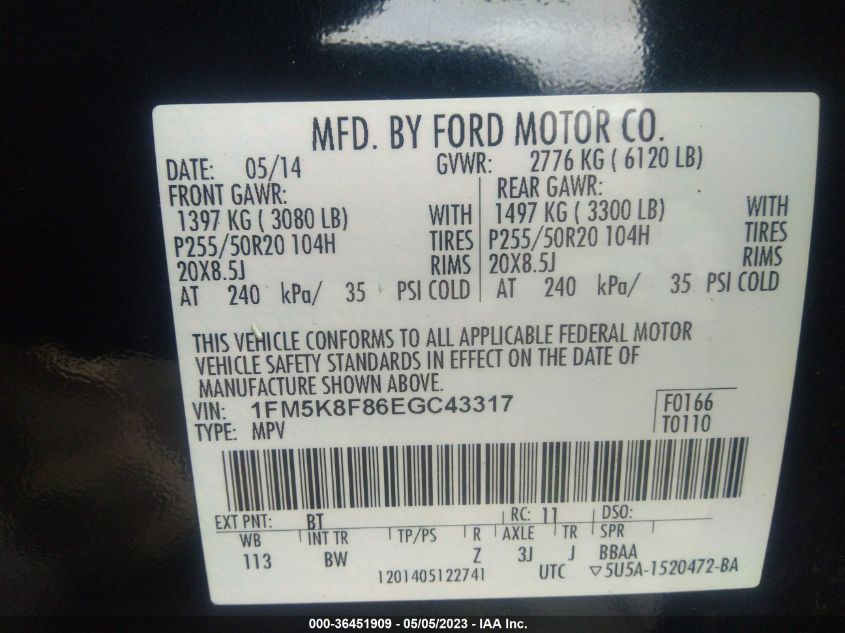 MFD. BY FORD MOTOR CO.
DATE: 05/14 GVWR: 2776 KG ( 6120 LB)
FRONT GAWR: REAR GAWR:
1397 KG ( 3080 LB) WITH 1497 KG ( 3300 LB) WITH
P255/50R20 104H TIRES P255/50R20 104H TIRES
20X8.5J RIMS 20X8.5J RIMS
AT 240 kPa/ 35 PSI COLD AT 240 kPa/ 35 PSI COLD
THIS VEHICLE CONFORMS TO ALL APPLICABLE FEDERAL MOTOR
VEHICLE SAFETY STANDARDS IN EFFECT ON THE DATE OF
MANUFACTURE SHOWN ABOVE.
VIN: 1FM5K8F86EGC43317 F0166
TYPE: MPV T0110
EXT PNT: BT RC: 11 DSO:
WB INT TR TP/PS R AXLE TR SPR
113 BW Z 3J J BBAA
1201405122741 UTC ▽5U5A-1520472-BA
000-36451909 - 05/05/2023 - IAA Inc.